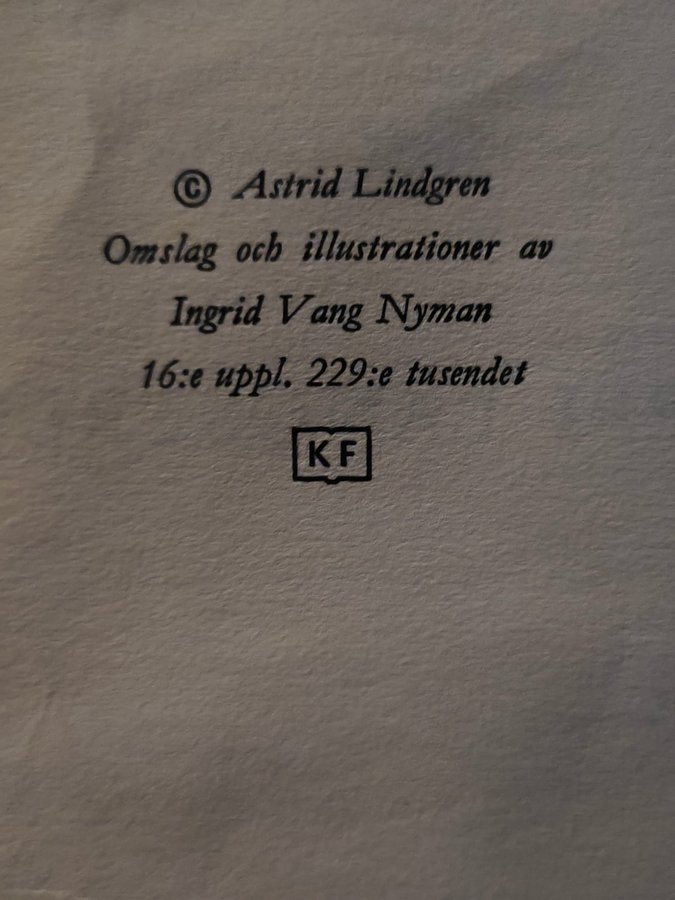 © Astrid Lindgren
Omslag och illustrationer av
Ingrid Vang Nyman
16:e uppl. 229:e tusendet
KF